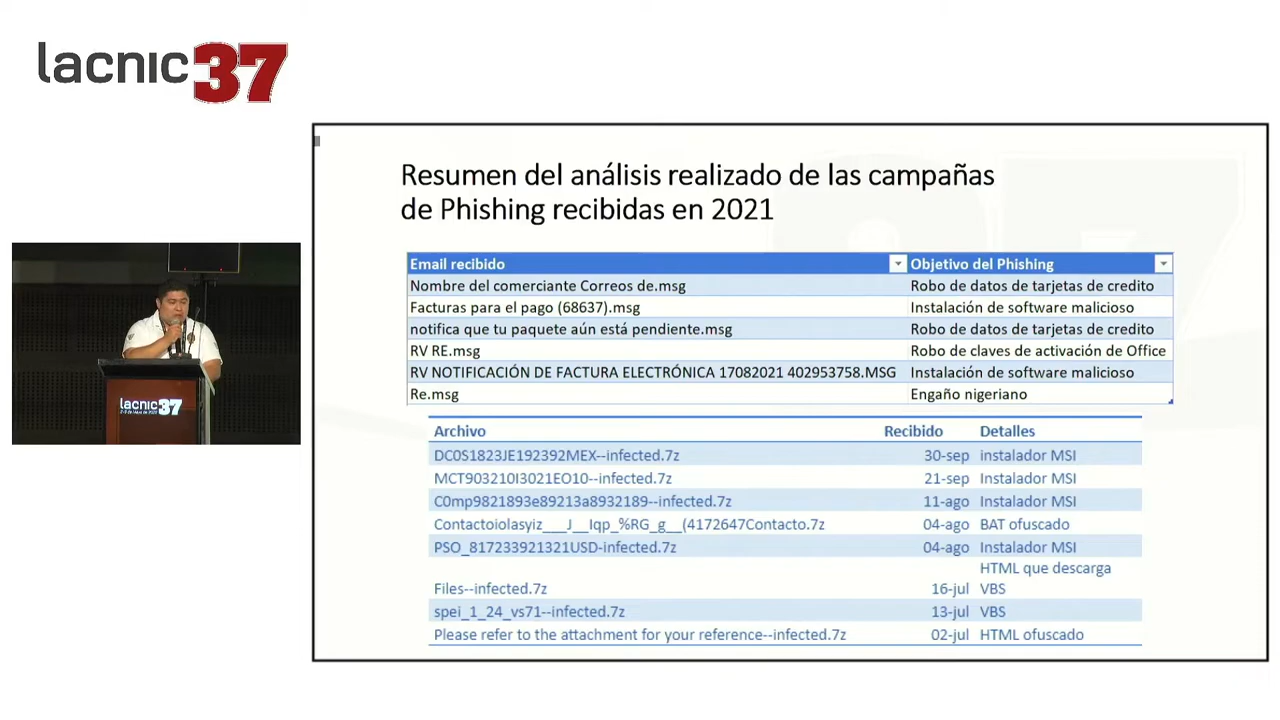 lacnic 37
Resumen del análisis realizado de las campañas
de Phishing recibidas en 2021
Email recibido Objetivo del Phishing
Nombre del comerciante Correos de.msg Robo de datos de tarjetas de credito
Facturas para el pago (68637).msg Instalación de software malicioso
notifica que tu paquete aún está pendiente.msg Robo de datos de tarjetas de credito
RV RE.msg Robo de claves de activación de Office
RV NOTIFICACIÓN DE FACTURA ELECTRÓNICA 17082021 402953758.MSG Instalación de software malicioso
Re.msg Engaño nigeriano
Archivo Recibido Detalles
DC0S1823JE192392MEX--infected.7z 30-sep instalador MSI
MCT903210I3021EO10--infected.7z 21-sep Instalador MSI
C0mp9821893e89213a8932189--infected.7z 11-ago Instalador MSI
Contactoiolasyiz___J__Iqp_%RG_g__(4172647Contacto.7z 04-ago BAT ofuscado
PSO_817233921321USD-infected.7z 04-ago Instalador MSI
HTML que descarga
Files--infected.7z 16-jul VBS
spei_1_24_vs71--infected.7z 13-jul VBS
Please refer to the attachment for your reference--infected.7z 02-jul HTML ofuscado
lacnic 37